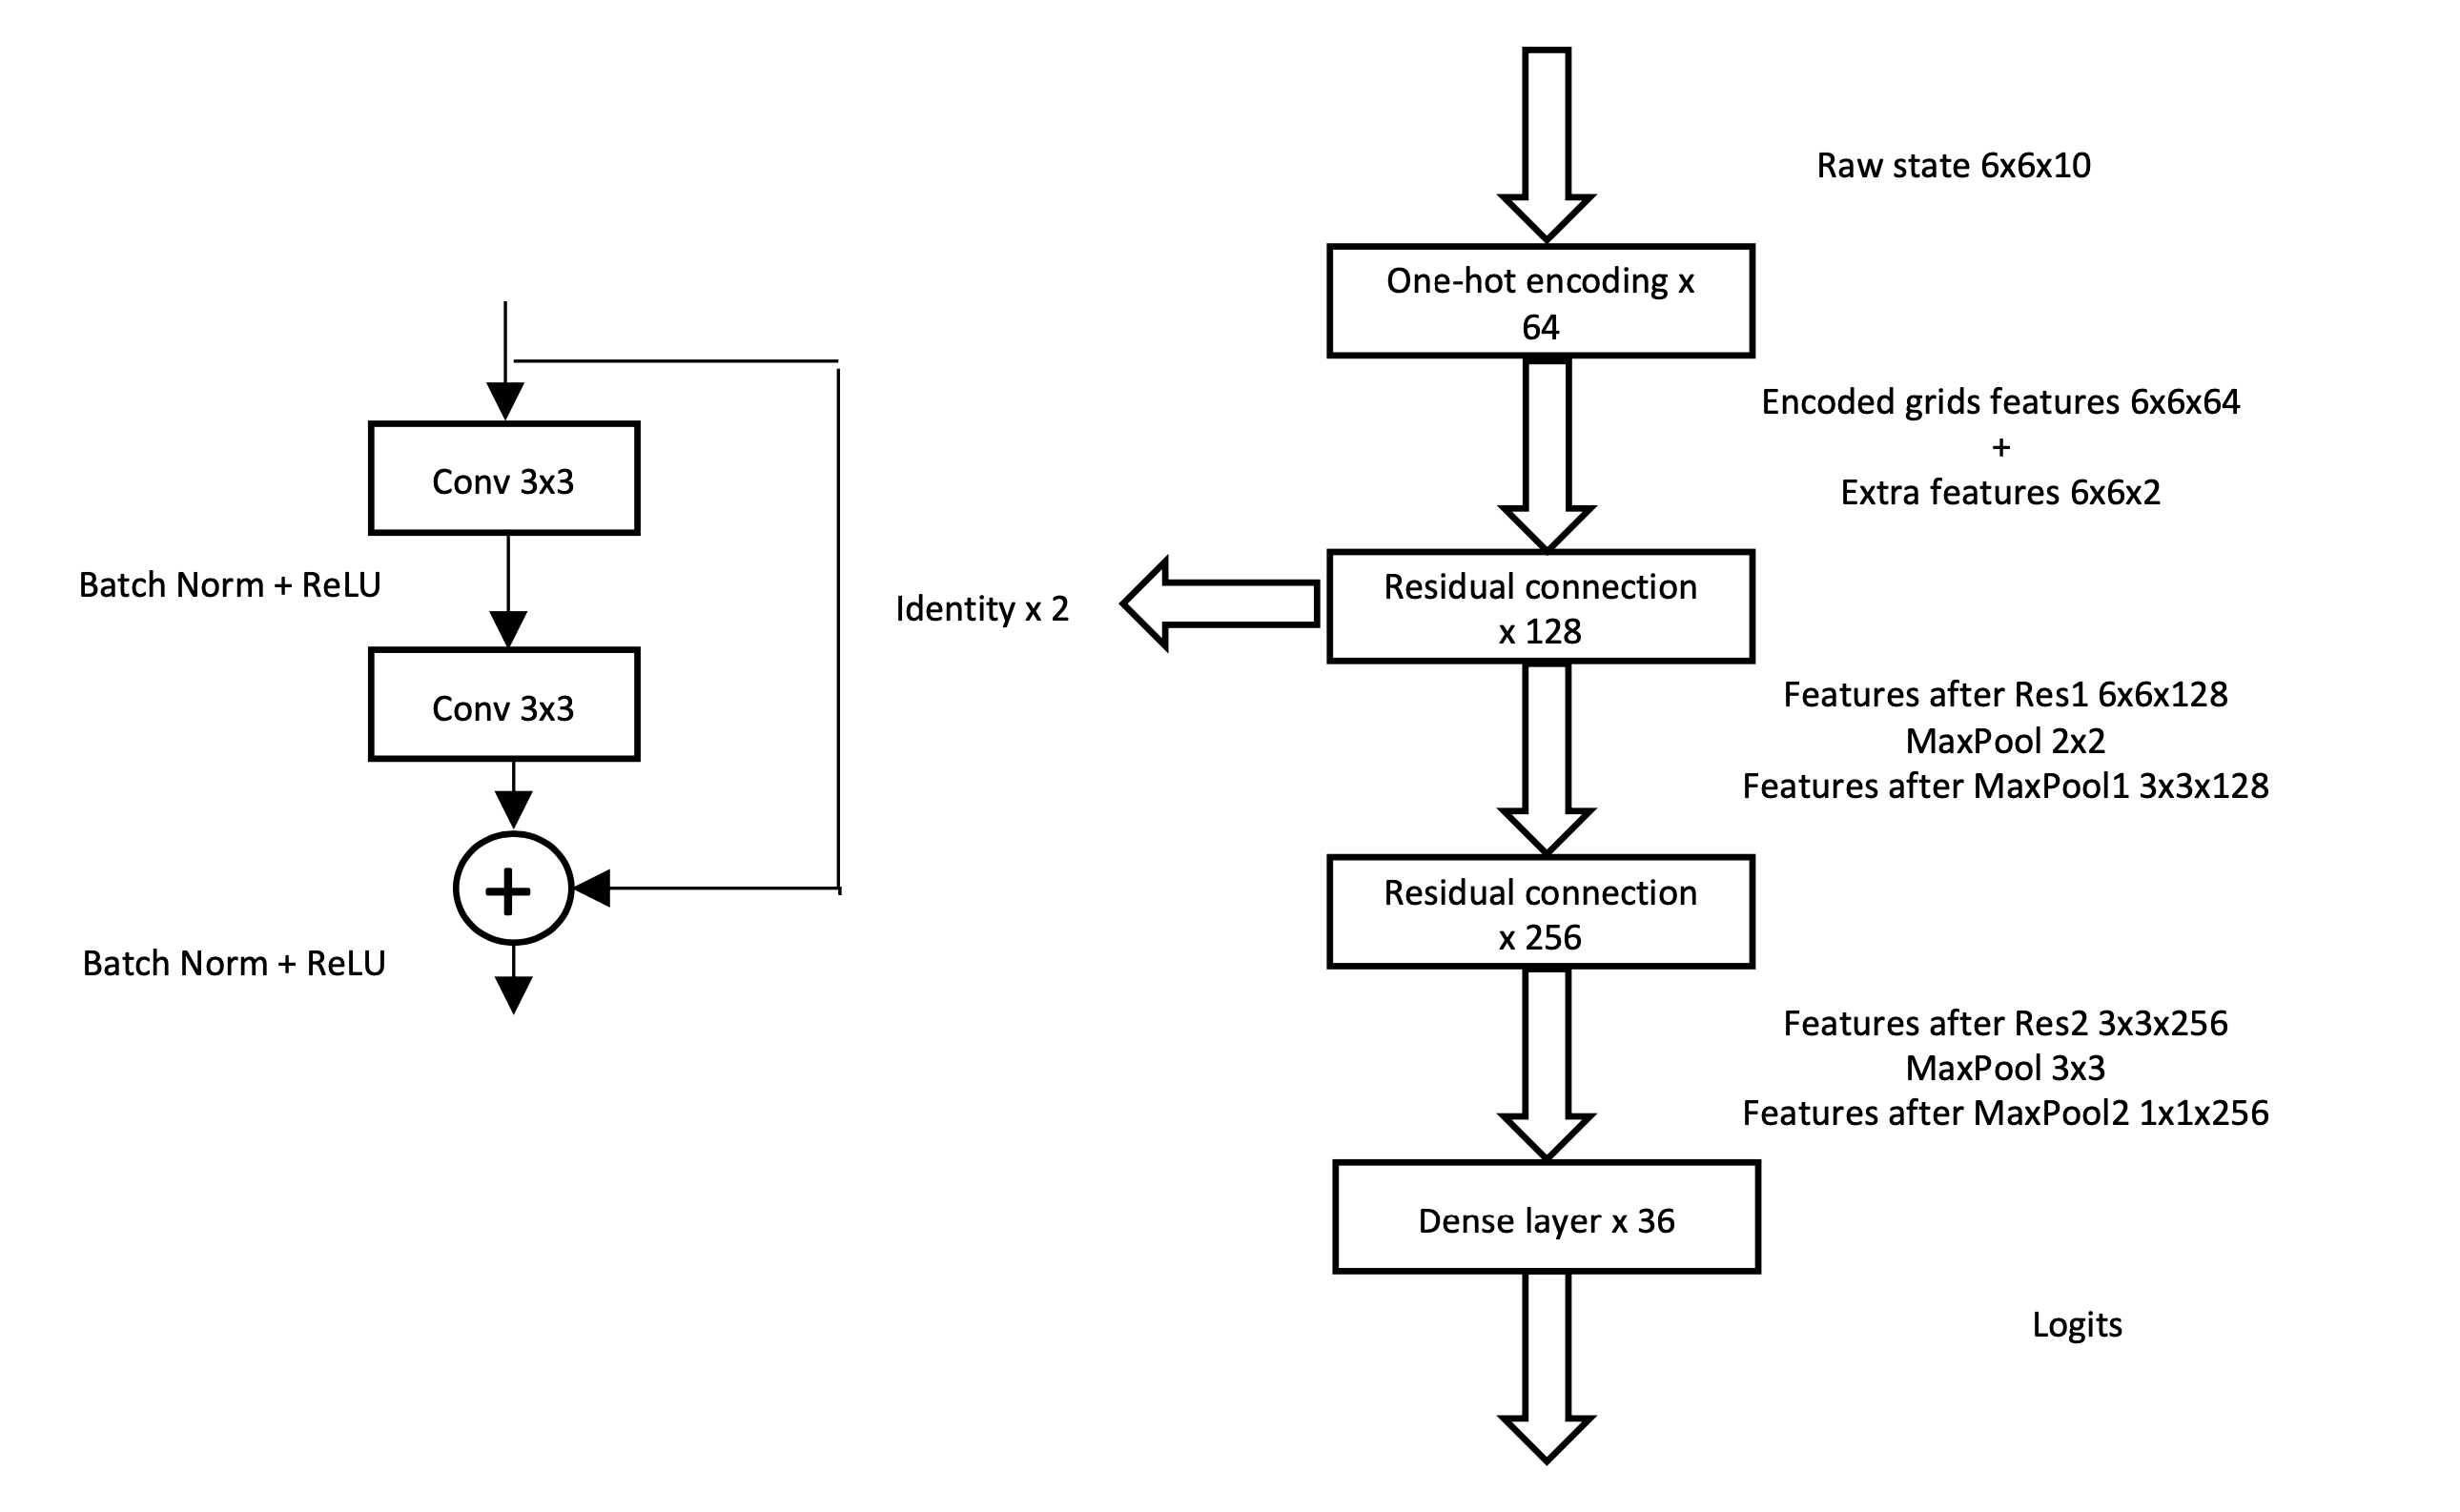 Conv 3x3
Batch Norm + ReLU
Conv 3x3
+
Batch Norm + ReLU
Identity x 2
Raw state 6x6x10
One-hot encoding x
64
Encoded grids features 6x6x64
+
Extra features 6x6x2
Residual connection
x 128
Features after Res1 6x6x128
MaxPool 2x2
Features after MaxPool1 3x3x128
Residual connection
x 256
Features after Res2 3x3x256
MaxPool 3x3
Features after MaxPool2 1x1x256
Dense layer x 36
Logits